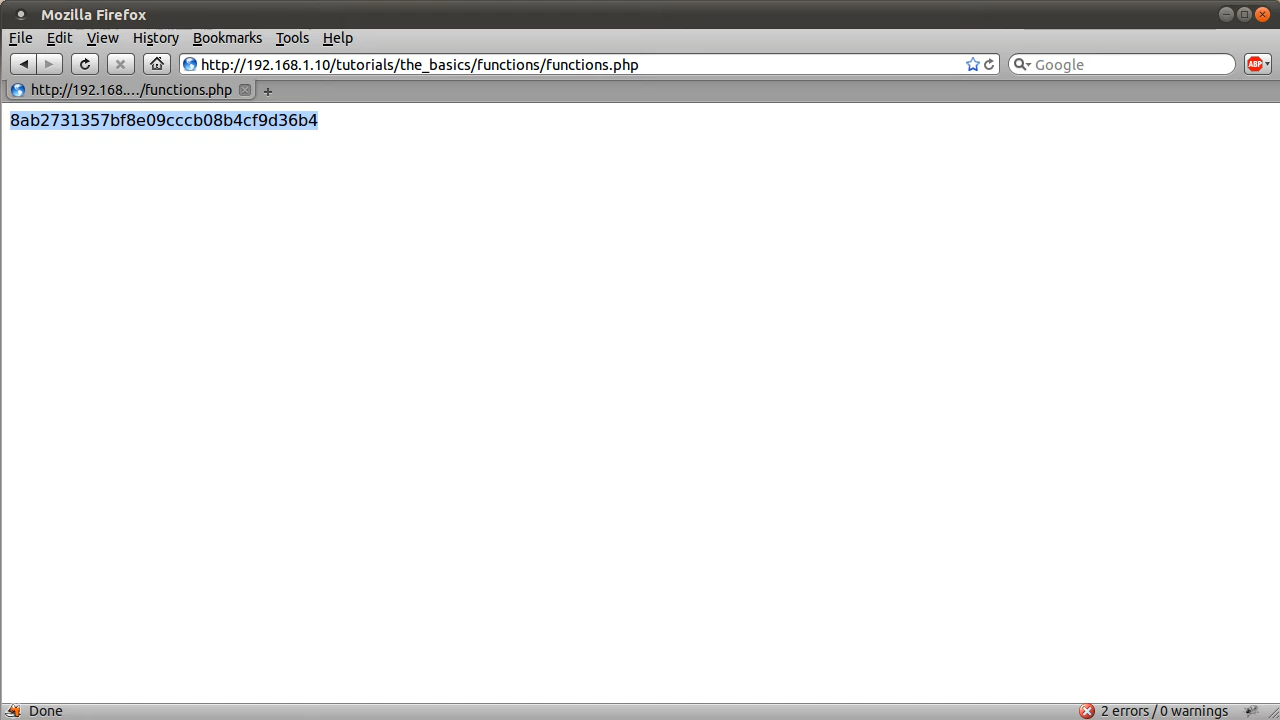 Mozilla Firefox
File Edit View History Bookmarks Tools Help
http://192.168.1.10/tutorials/the_basics/functions/functions.php Google ABP
http://192.168.…/functions.php
8ab2731357bf8e09cccb08b4cf9d36b4
Done 2 errors / 0 warnings